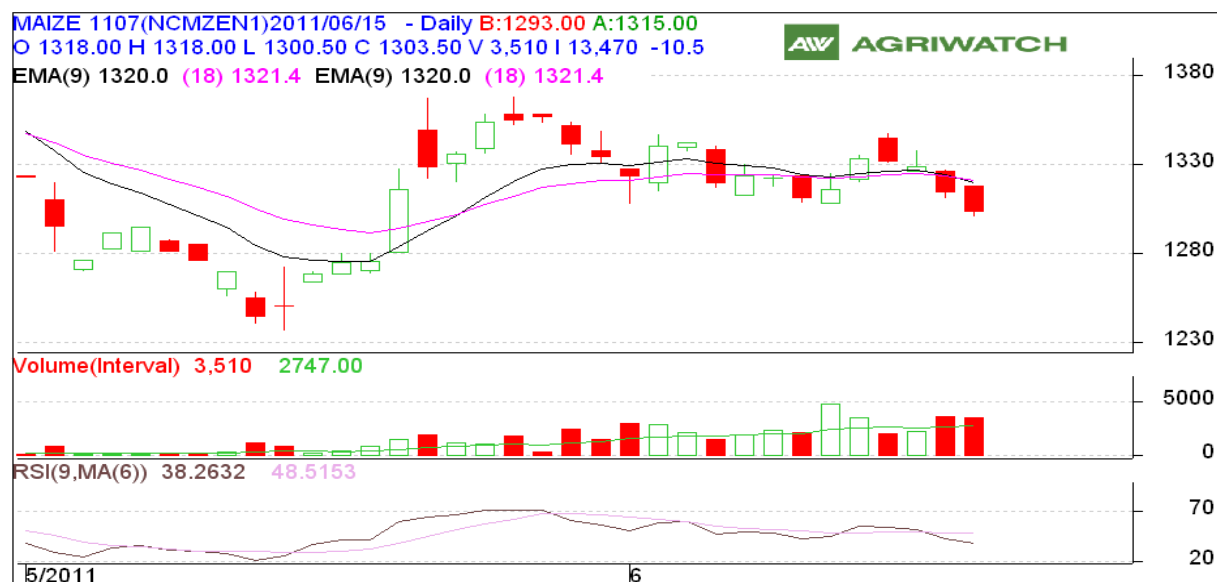 MAIZE 1107(NCMZEN1)2011/06/15 - Daily B:1293.00 A:1315.00
O 1318.00 H 1318.00 L 1300.50 C 1303.50 V 3,510 I 13,470 -10.5
AW AGRIWATCH
EMA(9) 1320.0 (18) 1321.4 EMA(9) 1320.0 (18) 1321.4
1380
1330
1280
1230
Volume(Interval) 3,510 2747.00
5000
0
RSI(9,MA(6)) 38.2632 48.5153
70
20
5/2011 6